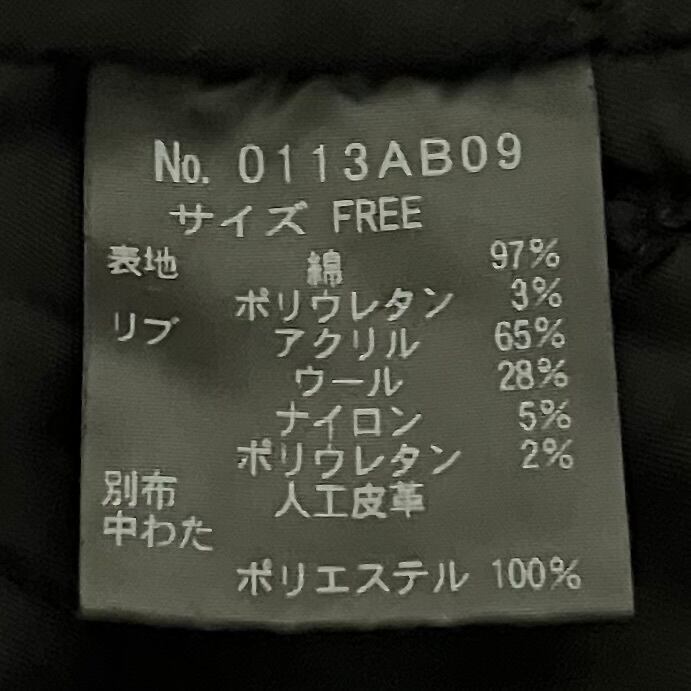 No. 0113AB09
サイズ FREE
表地 綿 97%
ポリウレタン 3%
リブ アクリル 65%
ウール 28%
ナイロン 5%
ポリウレタン 2%
別布 人工皮革
中わた
ポリエステル 100%